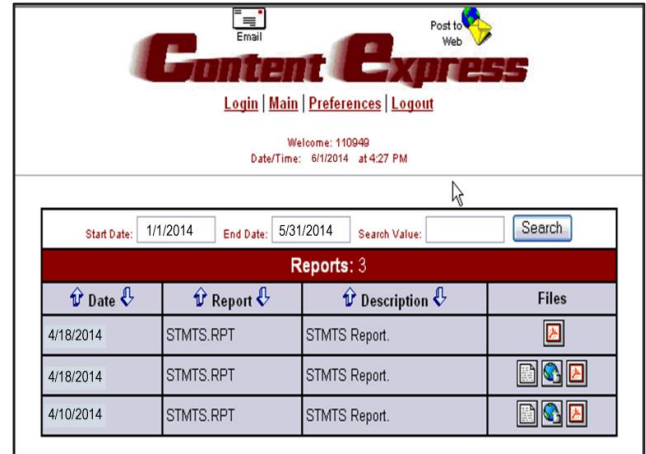 Email
Post to
Web
Content Express
Login | Main | Preferences | Logout
Welcome: 110949
Date/Time: 6/1/2014 at 4:27 PM
Start Date: 1/1/2014 End Date: 5/31/2014 Search Value: Search
Reports: 3
Date Report Description Files
4/18/2014 STMTS.RPT STMTS Report.
4/18/2014 STMTS.RPT STMTS Report.
4/10/2014 STMTS.RPT STMTS Report.